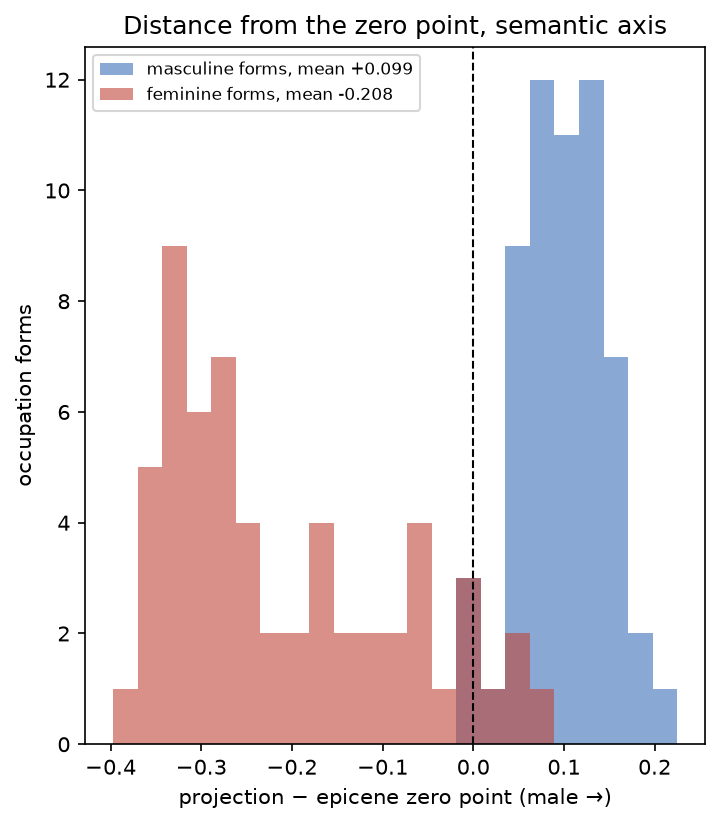 Distance from the zero point, semantic axis
masculine forms, mean +0.099
feminine forms, mean -0.208
12
10
8
6
4
2
0
occupation forms
−0.4 −0.3 −0.2 −0.1 0.0 0.1 0.2
projection − epicene zero point (male →)